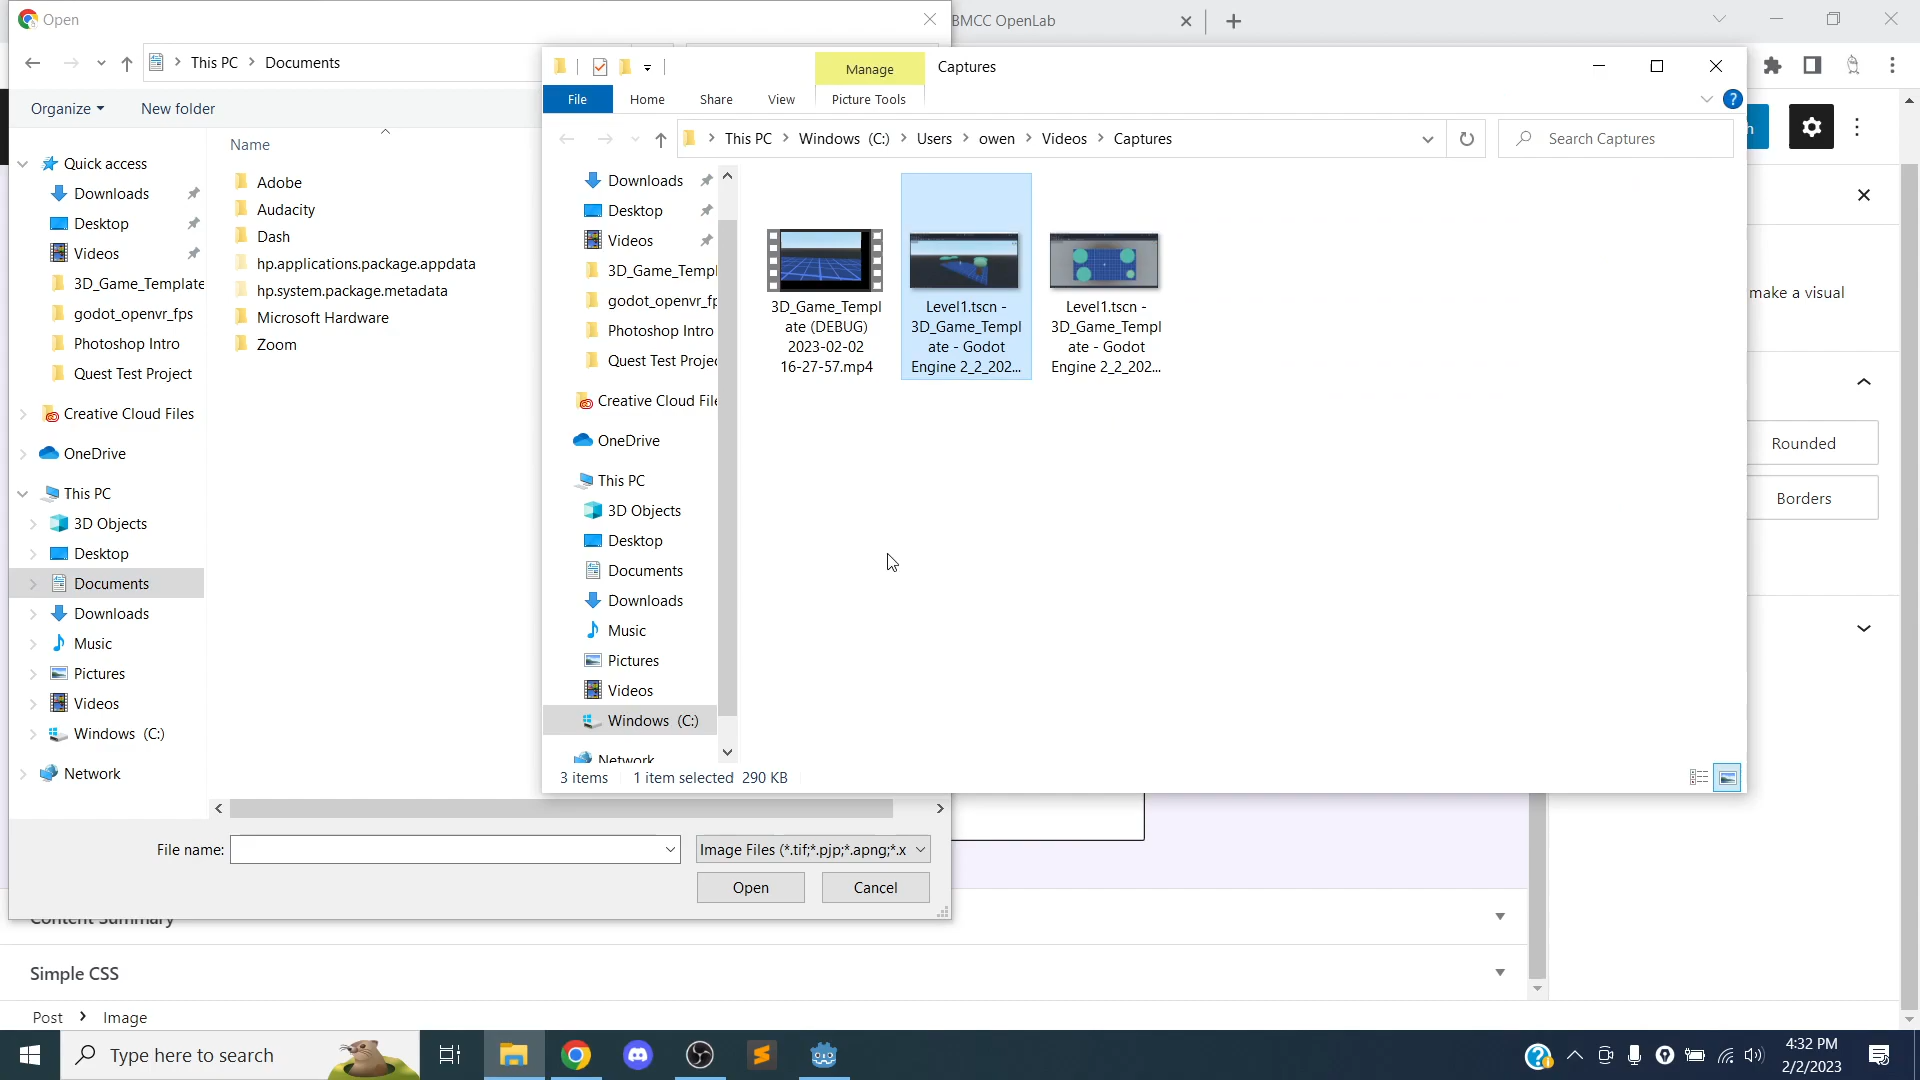 Open
BMCC OpenLab
This PC > Documents
Organize
New folder
Name
Quick access
Downloads
Desktop
Videos
3D_Game_Template
godot_openvr_fps
Photoshop Intro
Quest Test Project
Creative Cloud Files
OneDrive
This PC
3D Objects
Desktop
Documents
Downloads
Music
Pictures
Videos
Windows (C:)
Network
Adobe
Audacity
Dash
hp.applications.package.appdata
hp.system.package.metadata
Microsoft Hardware
Zoom
File name:
Image Files (*.tif;*.pjp;*.apng;*.x
Open
Cancel
Manage
Captures
File
Home
Share
View
Picture Tools
This PC > Windows (C:) > Users > owen > Videos > Captures
Search Captures
Downloads
Desktop
Videos
3D_Game_Templ
godot_openvr_fp
Photoshop Intro
Quest Test Projec
Creative Cloud File
OneDrive
This PC
3D Objects
Desktop
Documents
Downloads
Music
Pictures
Videos
Windows (C:)
Network
3D_Game_Templ
ate (DEBUG)
2023-02-02
16-27-57.mp4
Level1.tscn -
3D_Game_Templ
ate - Godot
Engine 2_2_202...
Level1.tscn -
3D_Game_Templ
ate - Godot
Engine 2_2_202...
3 items
1 item selected 290 KB
make a visual
Rounded
Borders
Content Summary
Simple CSS
Post > Image
Type here to search
4:32 PM
2/2/2023